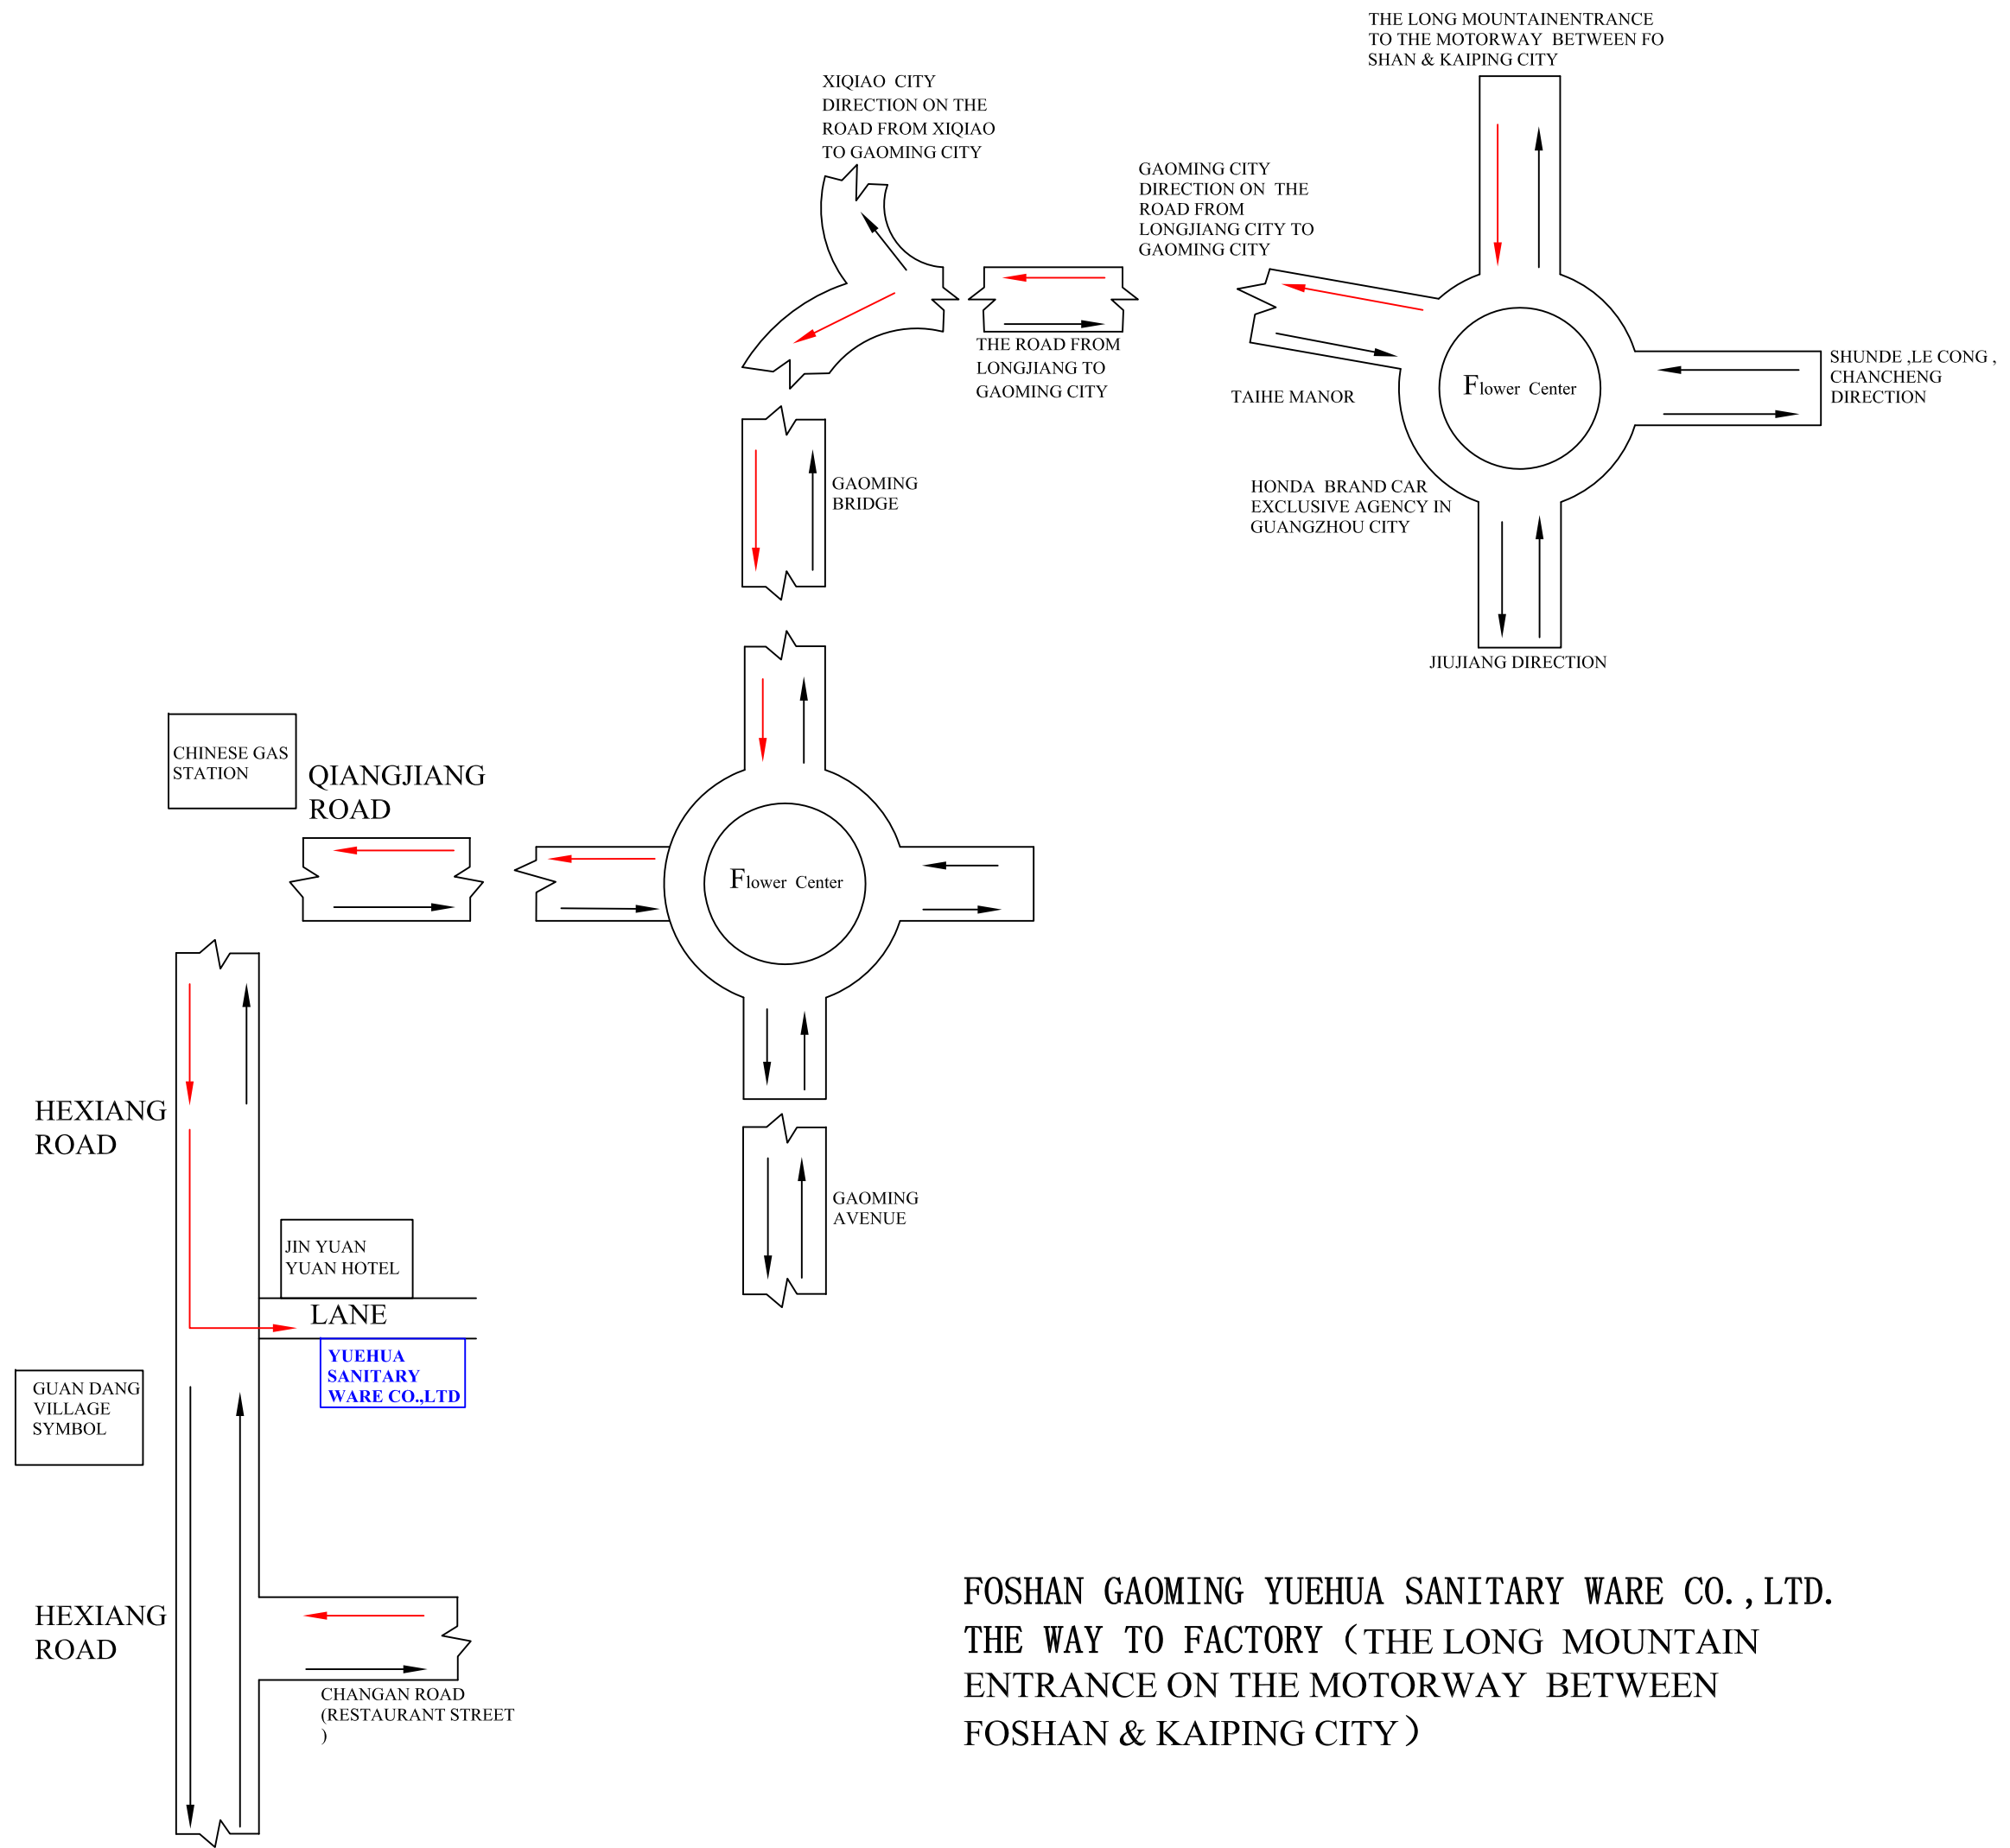 THE LONG MOUNTAINENTRANCE
TO THE MOTORWAY BETWEEN FO
SHAN & KAIPING CITY
XIQIAO CITY
DIRECTION ON THE
ROAD FROM XIQIAO
TO GAOMING CITY
GAOMING CITY
DIRECTION ON THE
ROAD FROM
LONGJIANG CITY TO
GAOMING CITY
THE ROAD FROM
LONGJIANG TO
GAOMING CITY
TAIHE MANOR
Flower Center
SHUNDE ,LE CONG ,
CHANCHENG
DIRECTION
GAOMING
BRIDGE
HONDA BRAND CAR
EXCLUSIVE AGENCY IN
GUANGZHOU CITY
JIUJIANG DIRECTION
CHINESE GAS
STATION
QIANGJIANG
ROAD
Flower Center
HEXIANG
ROAD
GAOMING
AVENUE
JIN YUAN
YUAN HOTEL
LANE
YUEHUA
SANITARY
WARE CO.,LTD
GUAN DANG
VILLAGE
SYMBOL
HEXIANG
ROAD
CHANGAN ROAD
(RESTAURANT STREET
)
FOSHAN GAOMING YUEHUA SANITARY WARE CO.,LTD.
THE WAY TO FACTORY（THE LONG MOUNTAIN
ENTRANCE ON THE MOTORWAY BETWEEN
FOSHAN & KAIPING CITY）